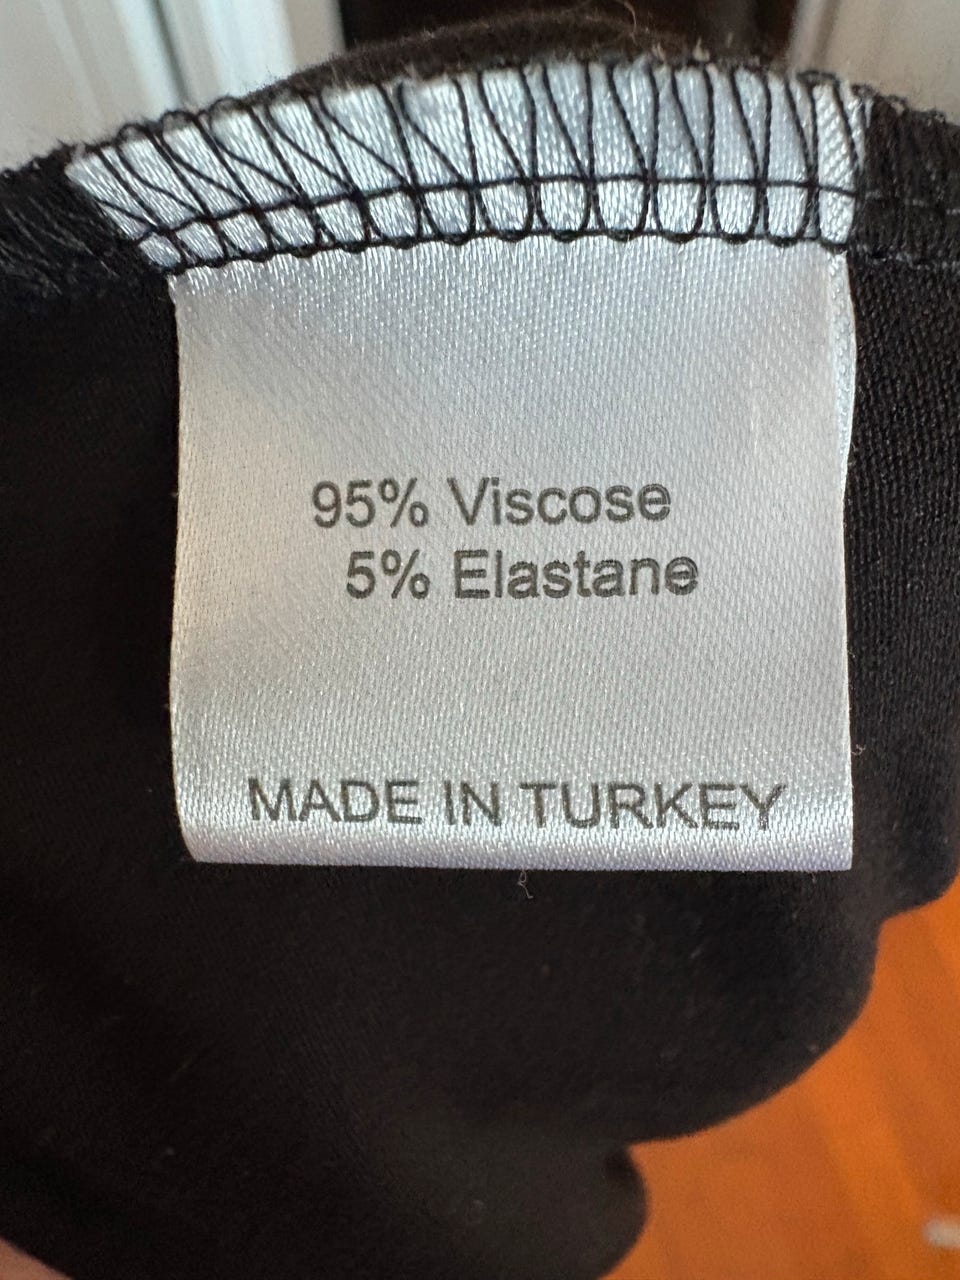 95% Viscose
5% Elastane
MADE IN TURKEY